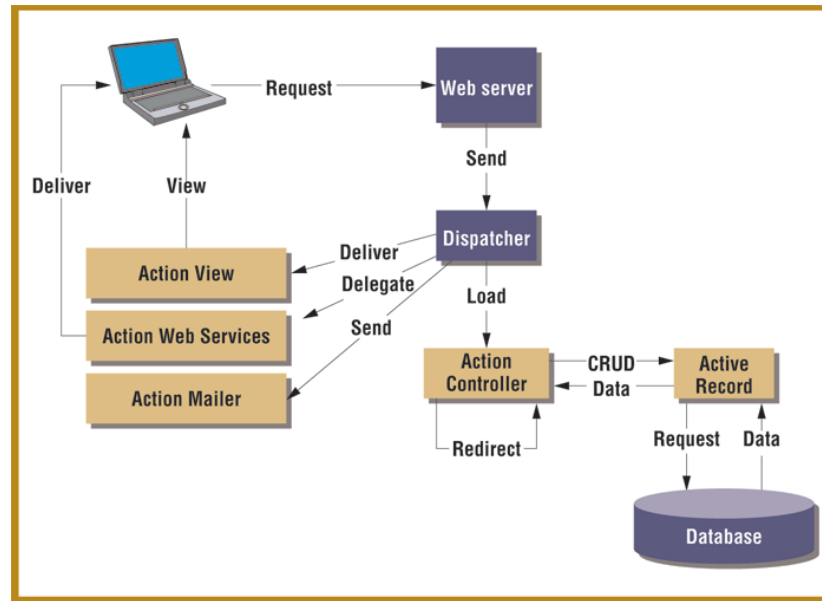 Request
Web server
Send
Deliver
View
Dispatcher
Deliver
Action View
Delegate
Load
Action Web Services
Send
Action
Controller
CRUD
Data
Active
Record
Action Mailer
Redirect
Request
Data
Database